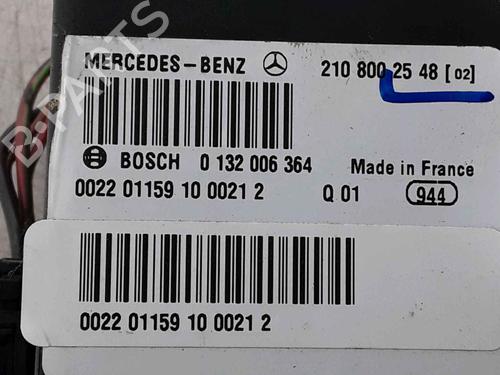 MERCEDES-BENZ 210 800 25 48 [02]
BOSCH 0 132 006 364 Made in France
0022 01159 10 0021 2 Q 01 944
0022 01159 10 0021 2
B-PARTS